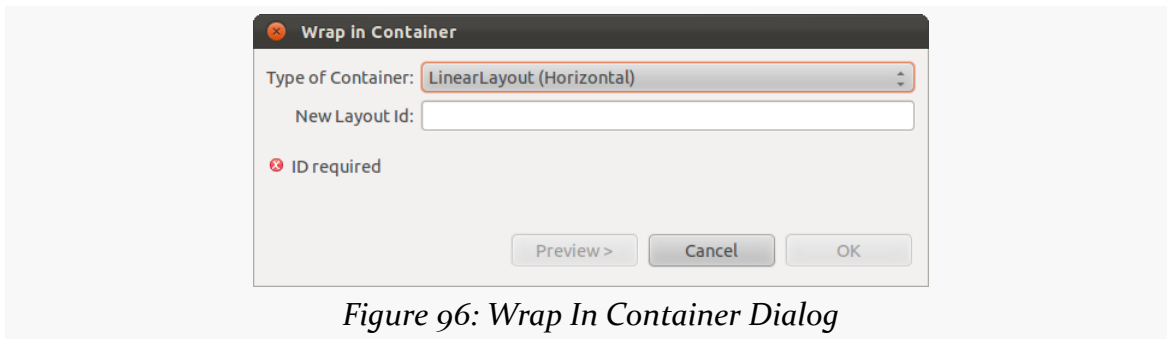 Wrap in Container
Type of Container: LinearLayout (Horizontal)
New Layout Id:
ID required
Preview > Cancel OK
Figure 96: Wrap In Container Dialog